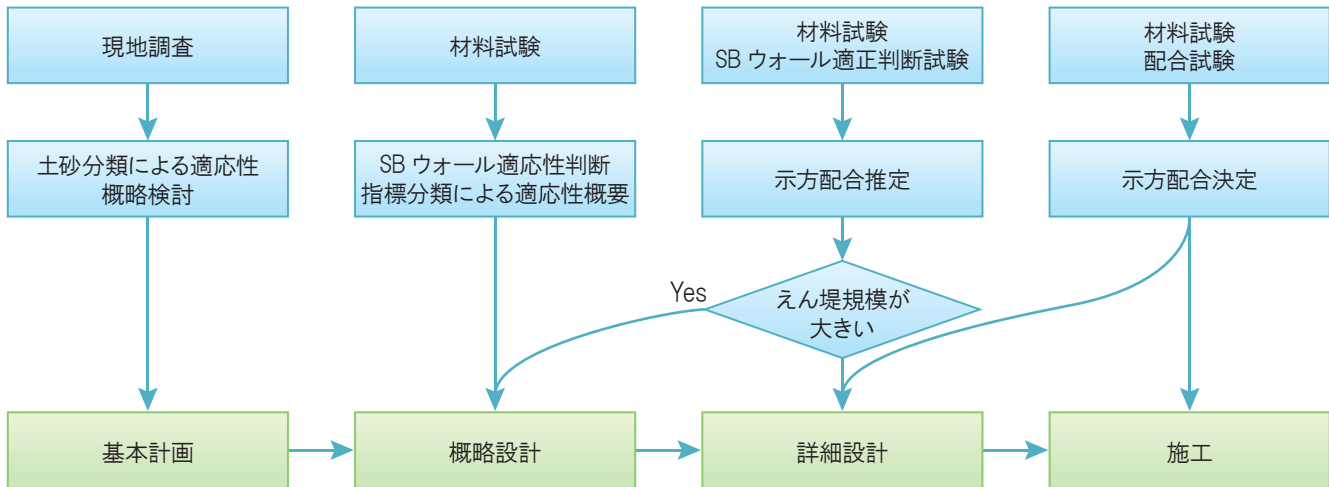 現地調査
材料試験
材料試験
SB ウォール適正判断試験
材料試験
配合試験
土砂分類による適応性
概略検討
SB ウォール適応性判断
指標分類による適応性概要
示方配合推定
示方配合決定
Yes
えん堤規模が
大きい
基本計画
概略設計
詳細設計
施工